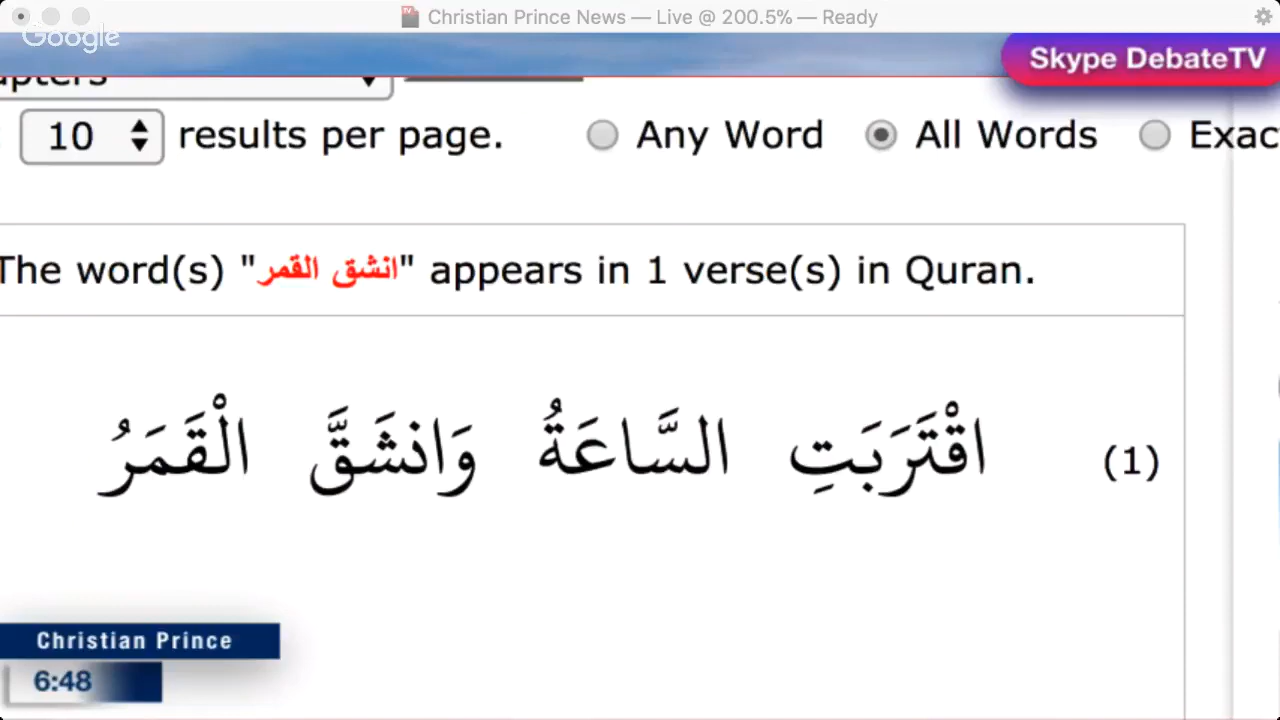 Christian Prince News — Live @ 200.5% — Ready
Google
Skype DebateTV
apters
10 results per page. Any Word All Words Exac
The word(s) "انشق القمر" appears in 1 verse(s) in Quran.
(1) اقْتَرَبَتِ السَّاعَةُ وَانشَقَّ الْقَمَرُ
Christian Prince
6:48